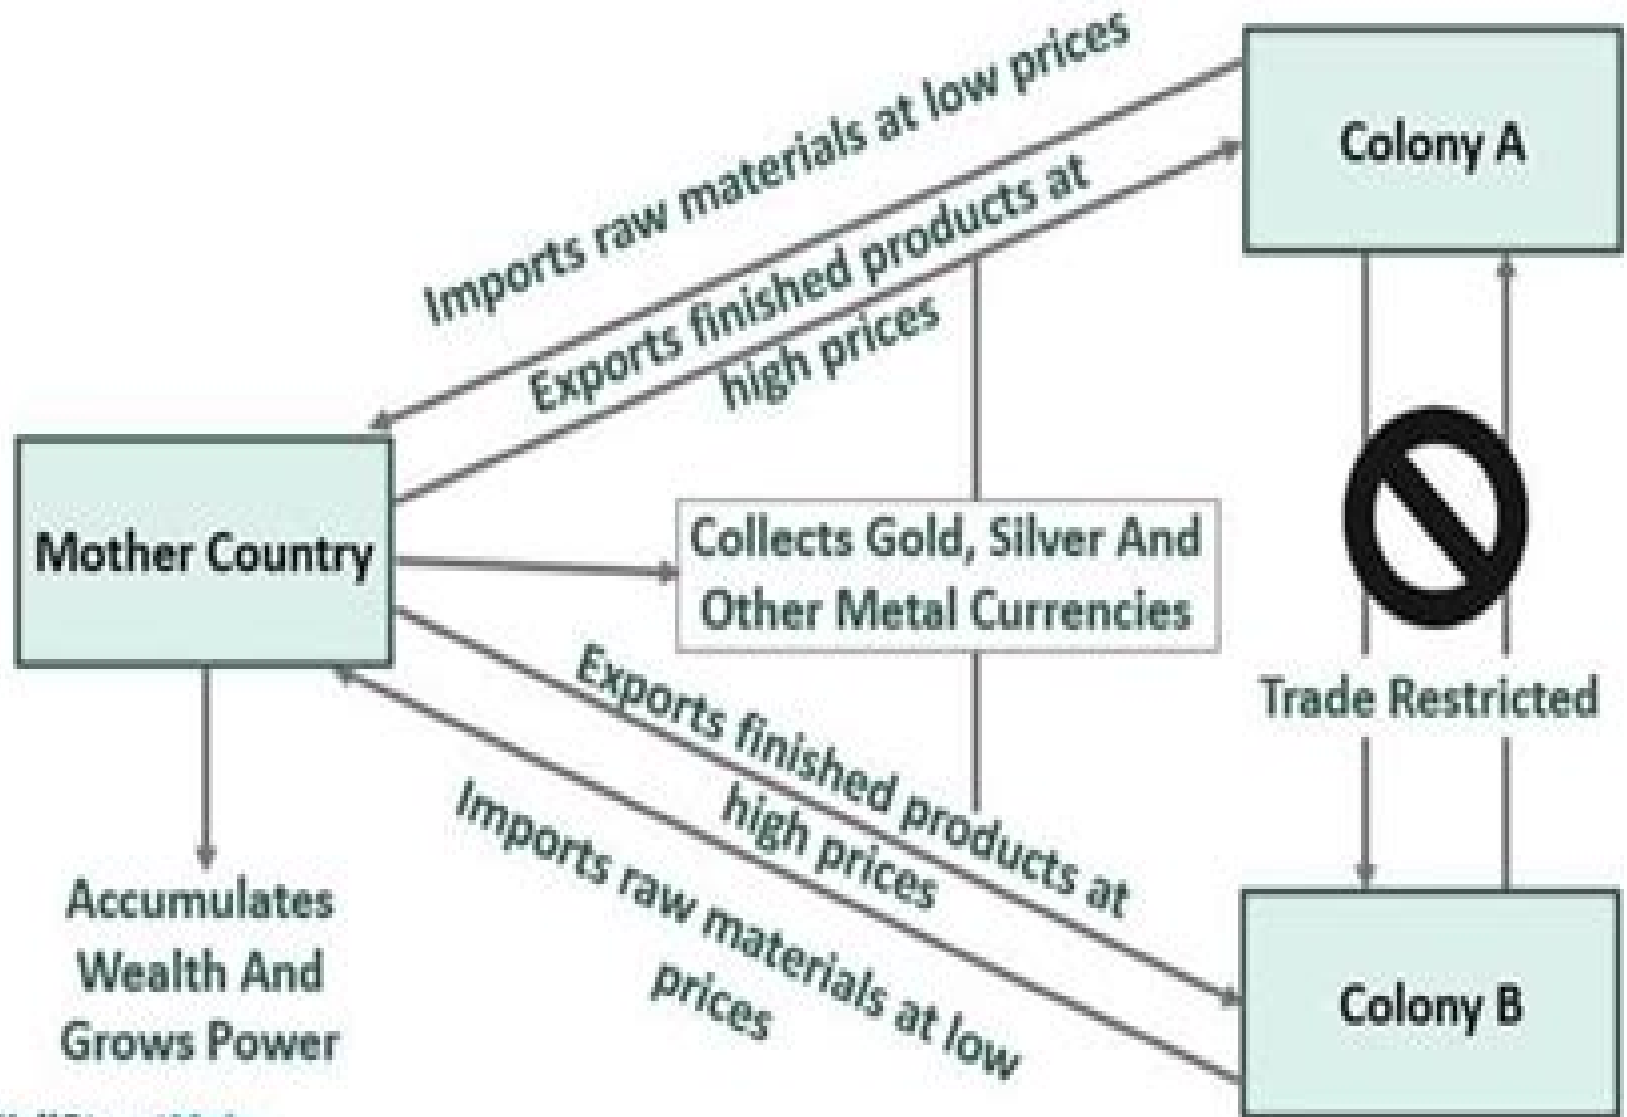 Imports raw materials at low prices
Exports finished products at
high prices
Colony A
Mother Country
Collects Gold, Silver And
Other Metal Currencies
Trade Restricted
Exports finished products at
high prices
Imports raw materials at low
prices
Accumulates
Wealth And
Grows Power
Colony B